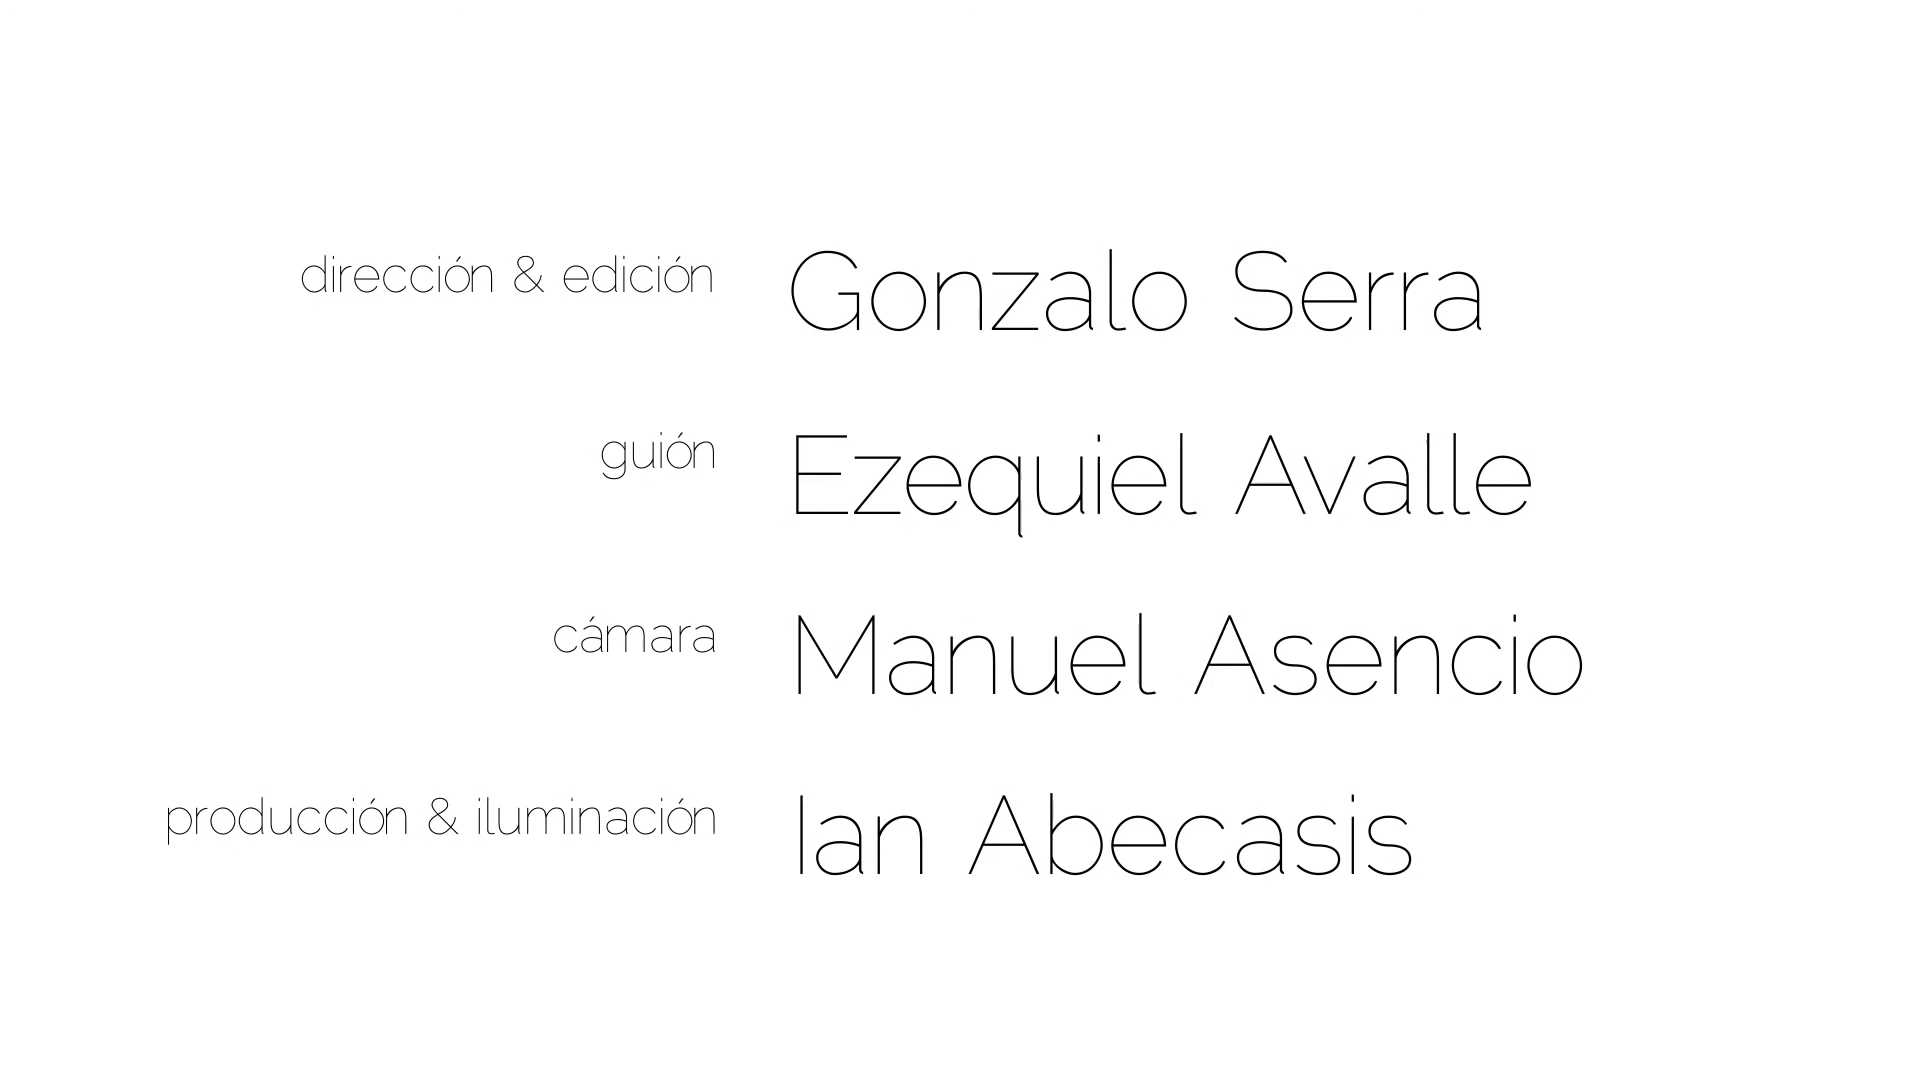 dirección & edición Gonzalo Serra
guión Ezequiel Avalle
cámara Manuel Asencio
producción & iluminación Ian Abecasis